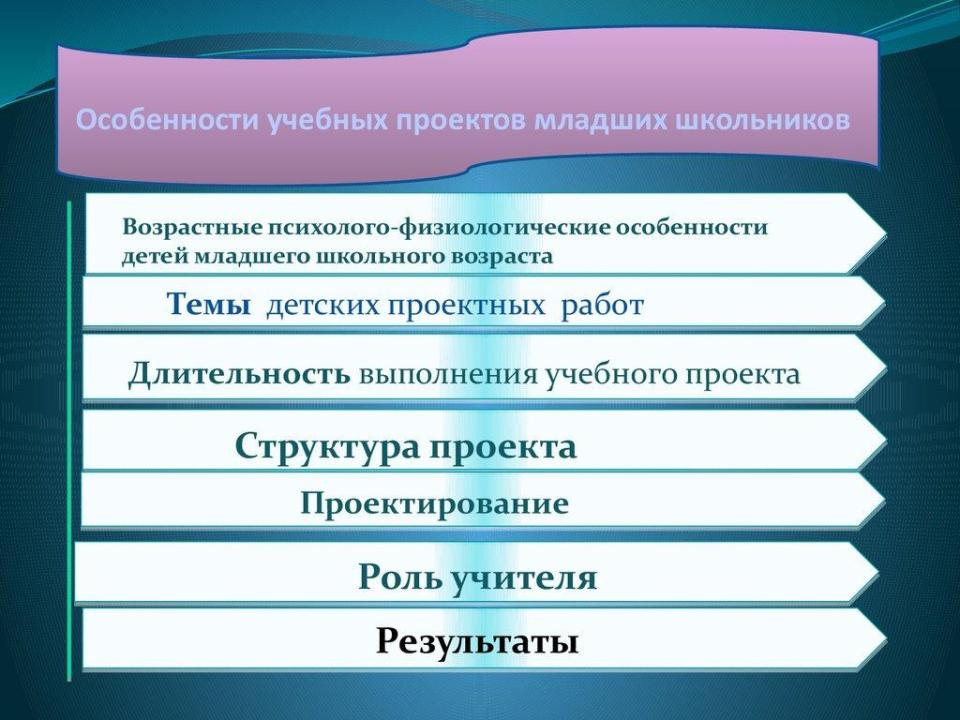 Особенности учебных проектов младших школьников
Возрастные психолого-физиологические особенности
детей младшего школьного возраста
Темы детских проектных работ
Длительность выполнения учебного проекта
Структура проекта
Проектирование
Роль учителя
Результаты